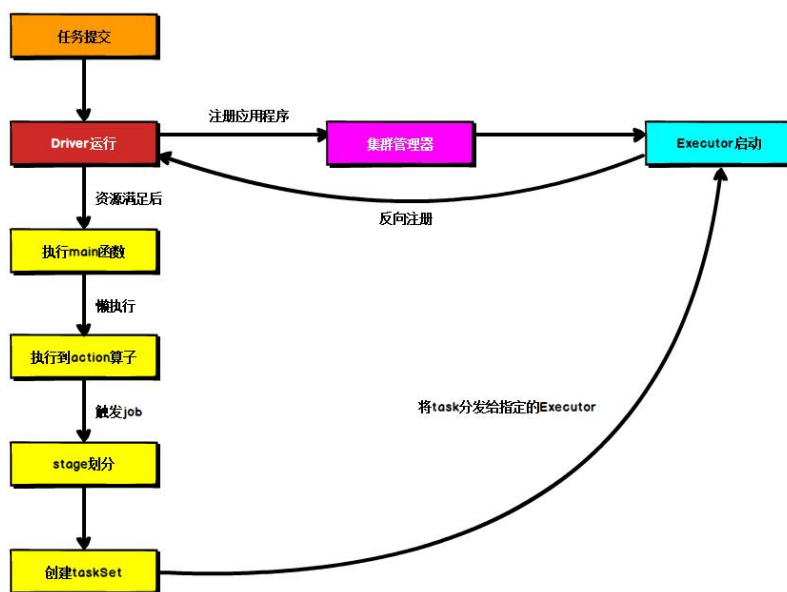 任务提交
Driver运行
注册应用程序
集群管理器
Executor启动
反向注册
资源满足后
执行main函数
懒执行
执行到action算子
触发job
将task分发给指定的Executor
stage划分
创建taskSet